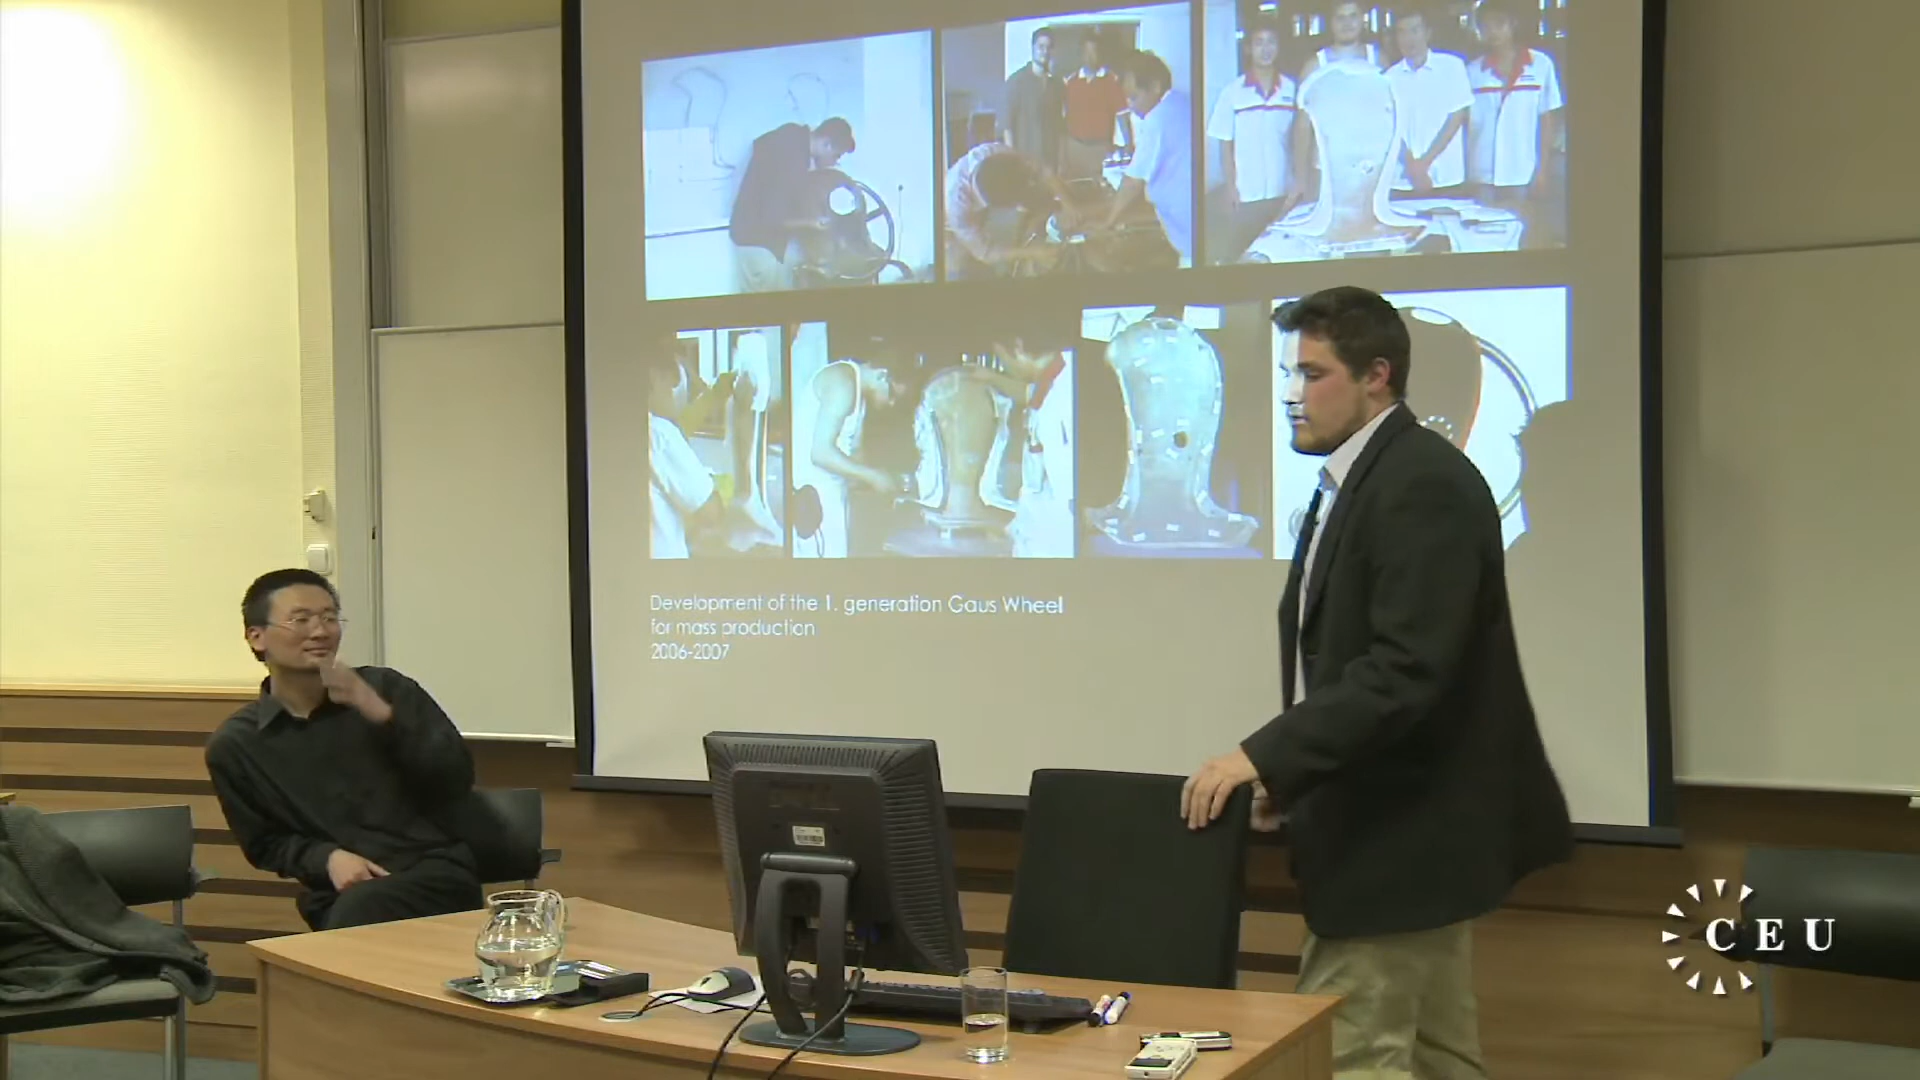 Development of the 1. generation Gaus Wheel
for mass production
2006-2007
CEU